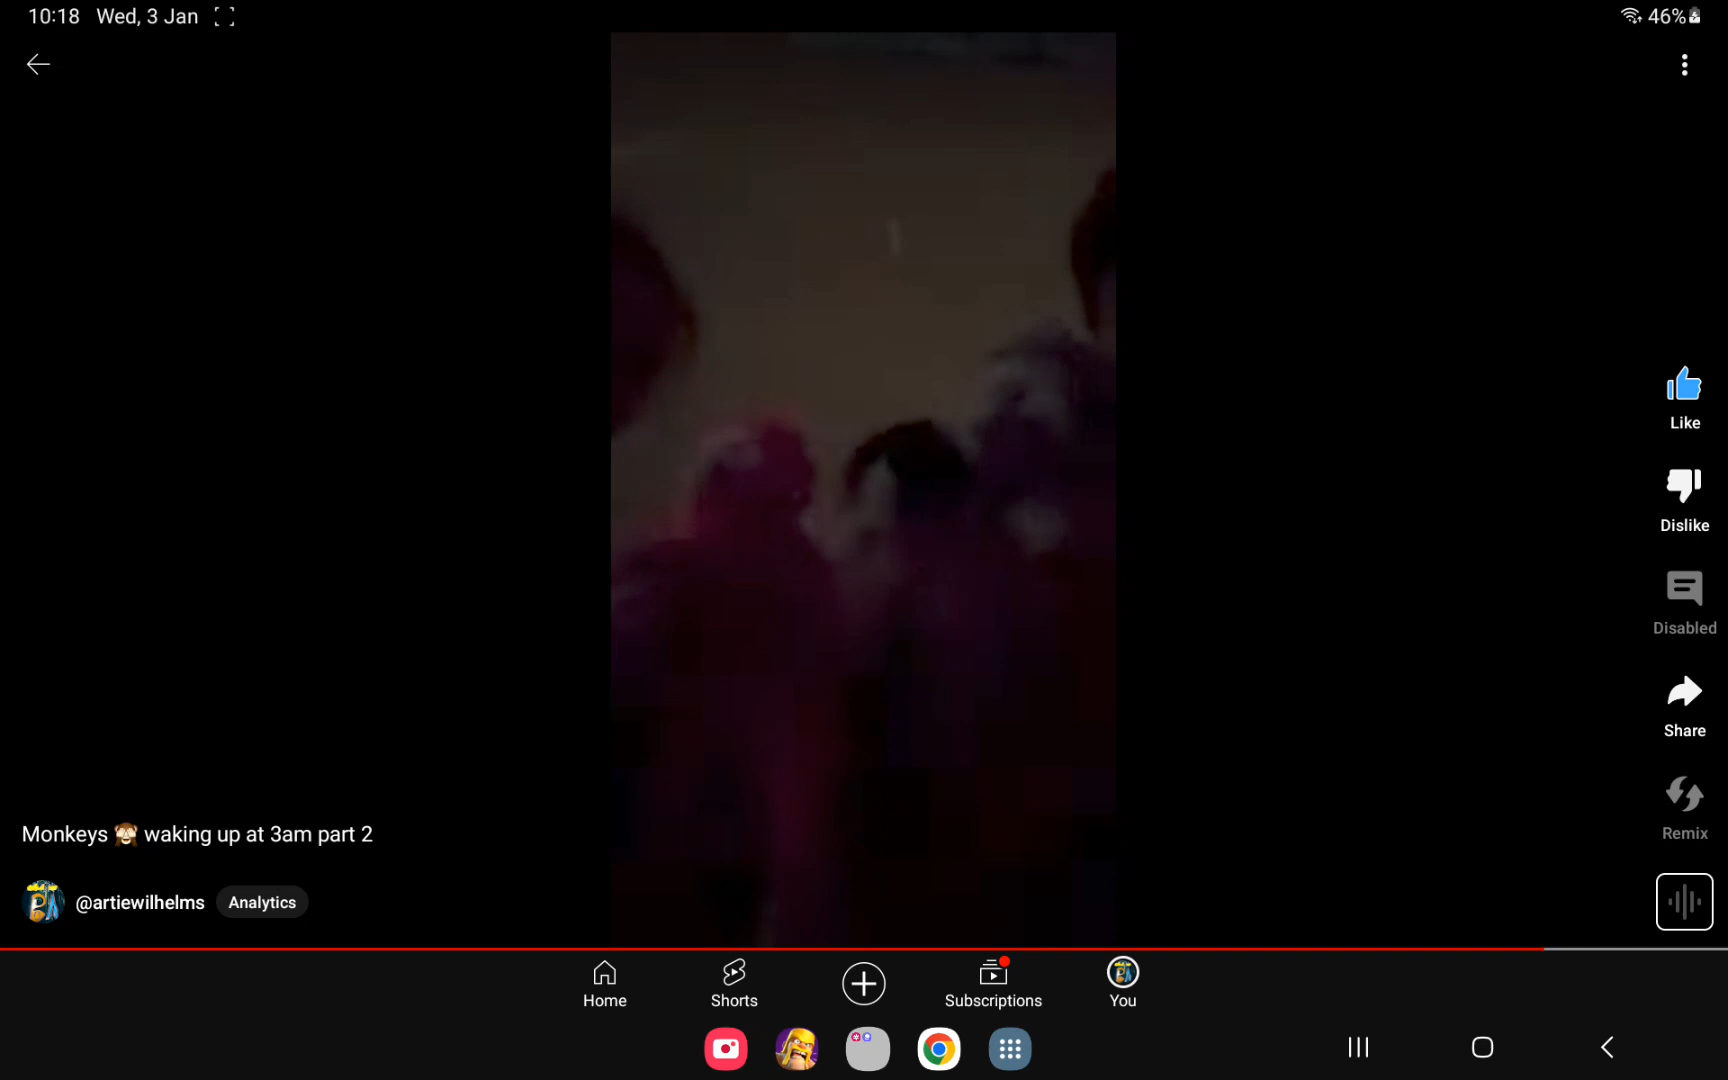 10:18 Wed, 3 Jan
46%
Like
Dislike
Disabled
Share
Remix
Monkeys 🙈 waking up at 3am part 2
@artiewilhelms Analytics
Home Shorts Subscriptions You